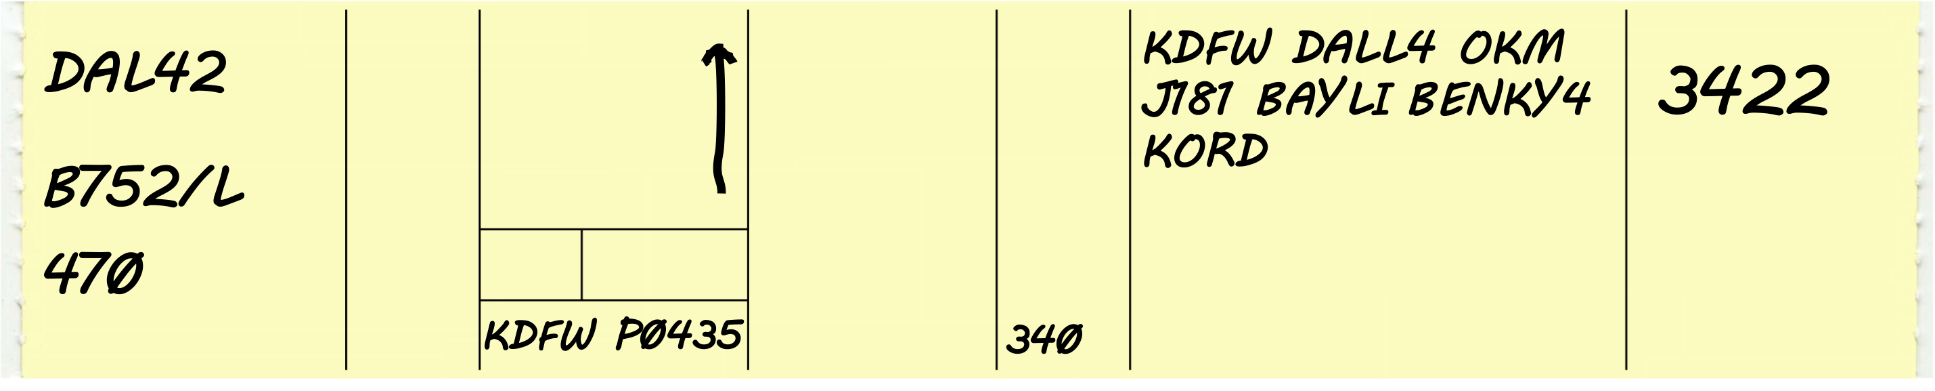 DAL42
B752/L
470
KDFW P0435
340
KDFW DALL4 OKM
J181 BAYLI BENKY4
KORD
3422